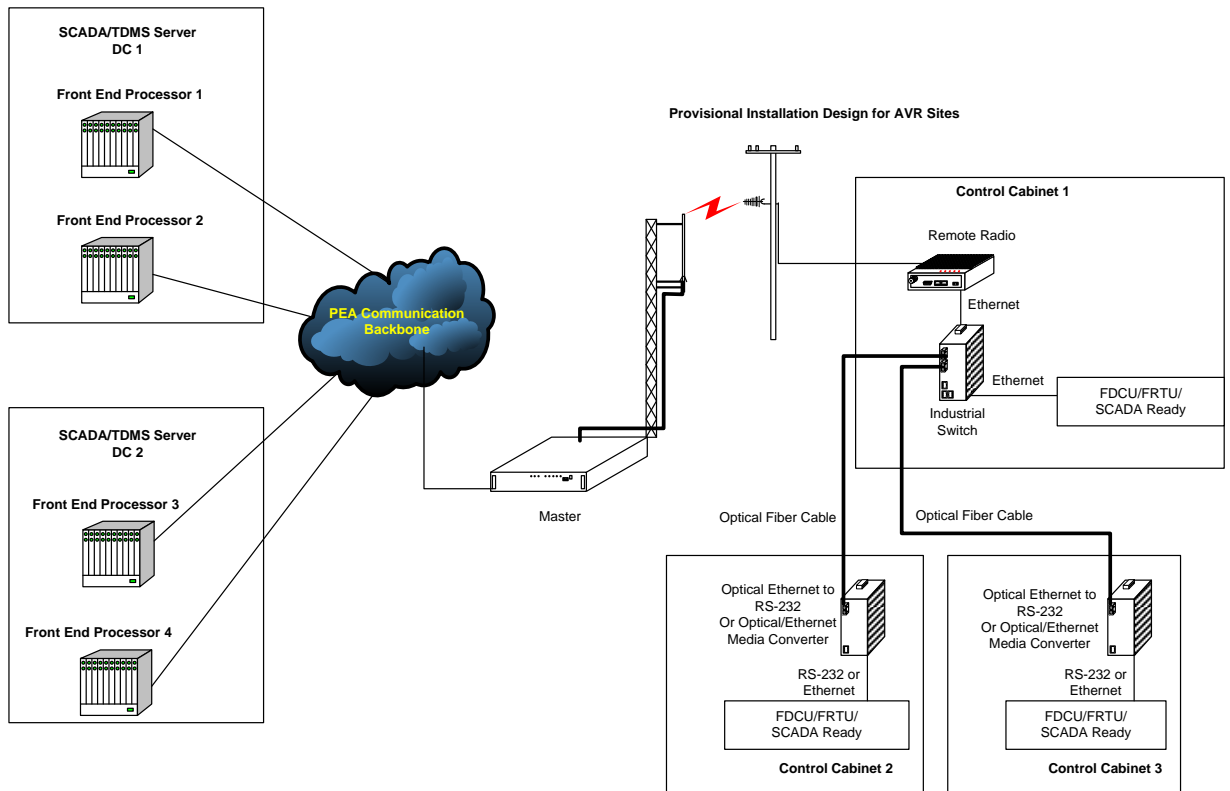 SCADA/TDMS Server
DC 1
Front End Processor 1
Front End Processor 2
PEA Communication
Backbone
SCADA/TDMS Server
DC 2
Front End Processor 3
Front End Processor 4
Provisional Installation Design for AVR Sites
Master
Control Cabinet 1
Remote Radio
Ethernet
Ethernet
Industrial
Switch
FDCU/FRTU/
SCADA Ready
Optical Fiber Cable
Optical Fiber Cable
Optical Ethernet to
RS-232
Or Optical/Ethernet
Media Converter
RS-232 or
Ethernet
FDCU/FRTU/
SCADA Ready
Control Cabinet 2
Optical Ethernet to
RS-232
Or Optical/Ethernet
Media Converter
RS-232 or
Ethernet
FDCU/FRTU/
SCADA Ready
Control Cabinet 3